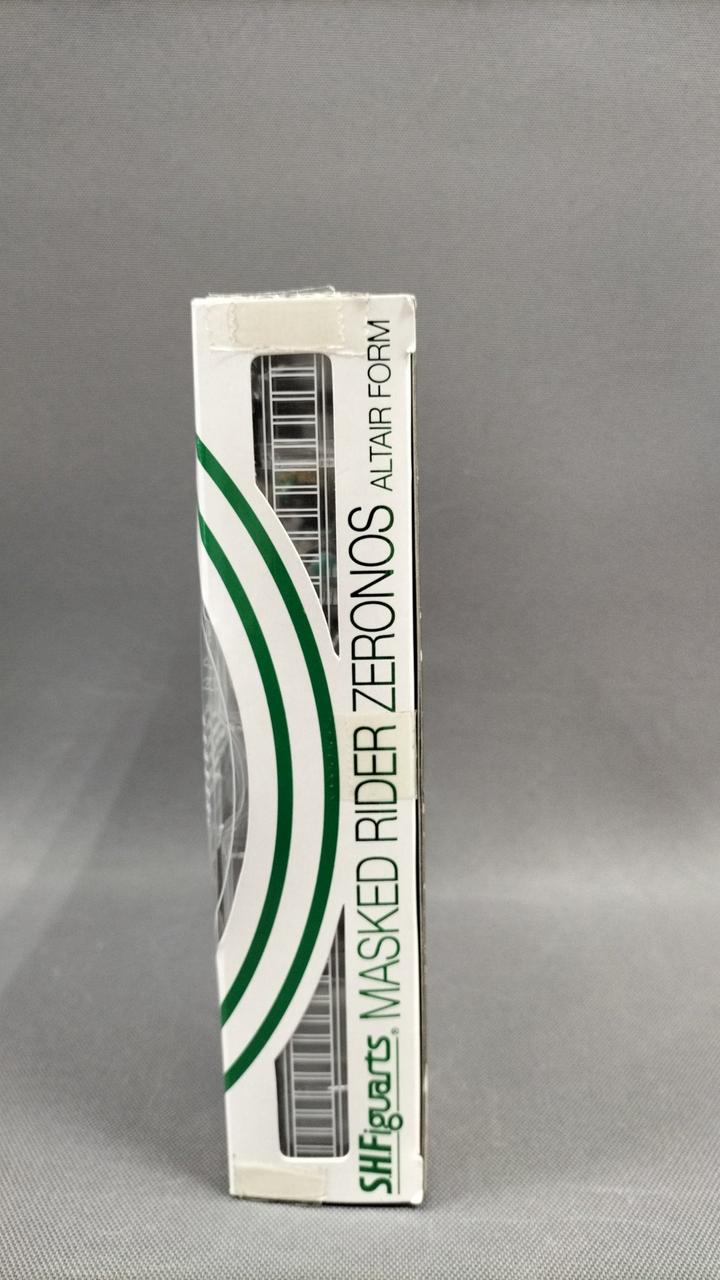 S.H.Figuarts® MASKED RIDER ZERONOS ALTAIR FORM